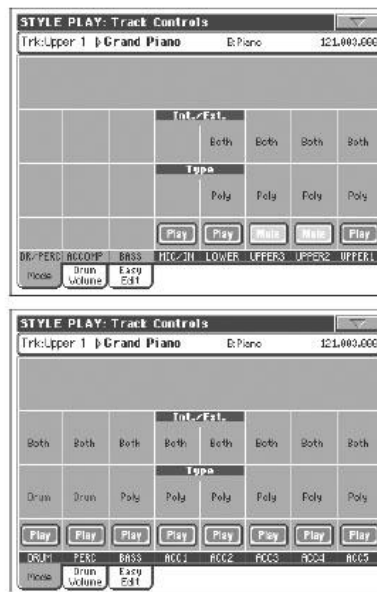 STYLE PLAY: Track Controls
Trk:Upper 1 Grand Piano B:Piano 121.003.000
Int./Ext.
Both Both Both Both
Type
Poly Poly Poly Poly
Play Play Mute Mute Play
DR/PERC ACCOMP BASS MIC/IN LOWER UPPER3 UPPER2 UPPER1
Mode Drum Volume Easy Edit
STYLE PLAY: Track Controls
Trk:Upper 1 Grand Piano B:Piano 121.003.000
Int./Ext.
Both Both Both Both Both Both Both Both
Type
Drum Drum Poly Poly Poly Poly Poly Poly
Play Play Play Play Play Play Play Play
DRUM PERC BASS ACC1 ACC2 ACC3 ACC4 ACC5
Mode Drum Volume Easy Edit